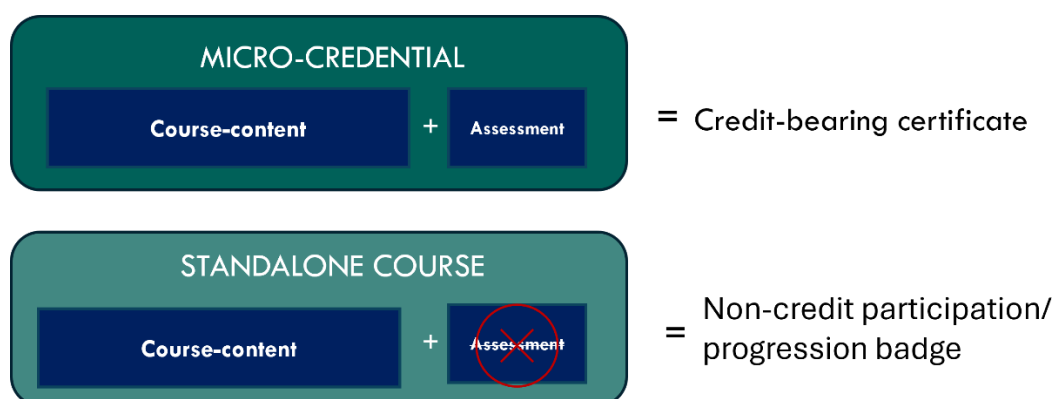 MICRO-CREDENTIAL
Course-content + Assessment = Credit-bearing certificate
STANDALONE COURSE
Course-content + Assessment = Non-credit participation/
progression badge